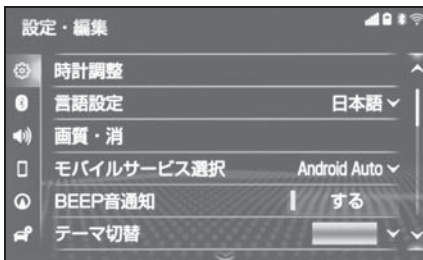 設定・編集
時計調整
言語設定 日本語
画質・消
モバイルサービス選択 Android Auto
BEEP音通知 する
テーマ切替